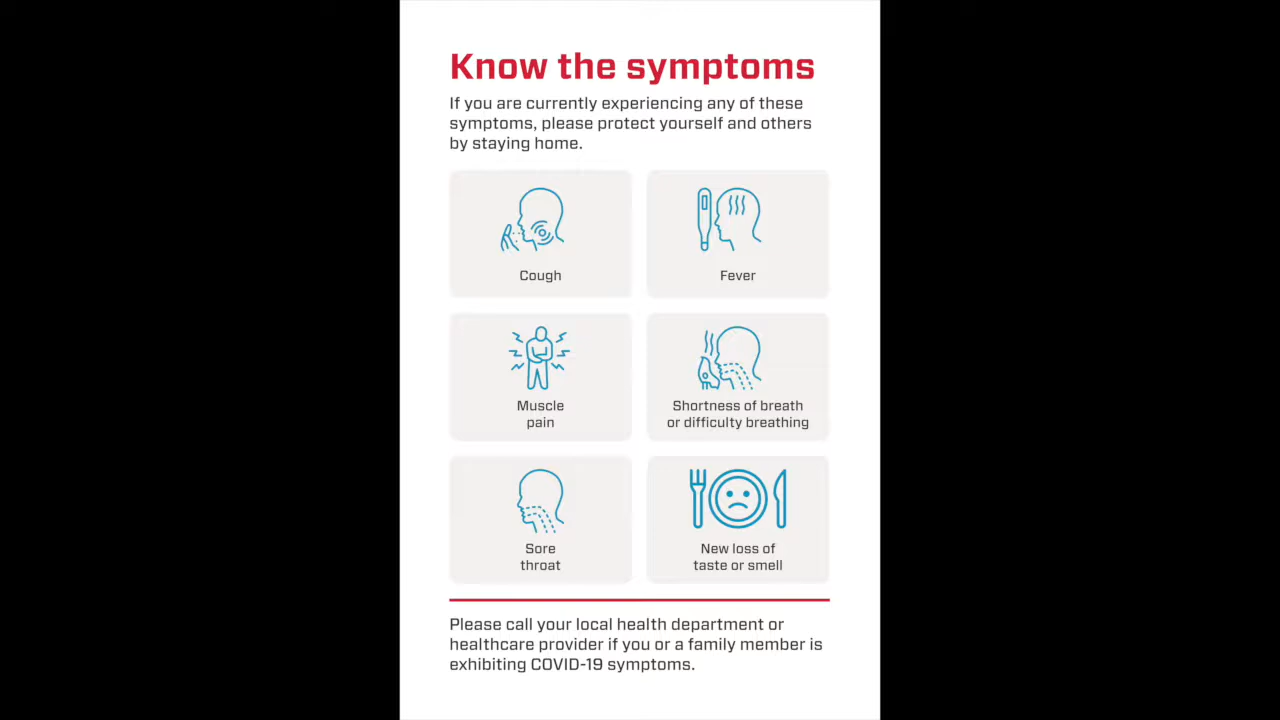 Know the symptoms
If you are currently experiencing any of these
symptoms, please protect yourself and others
by staying home.
Cough
Fever
Muscle
pain
Shortness of breath
or difficulty breathing
Sore
throat
New loss of
taste or smell
Please call your local health department or
healthcare provider if you or a family member is
exhibiting COVID-19 symptoms.